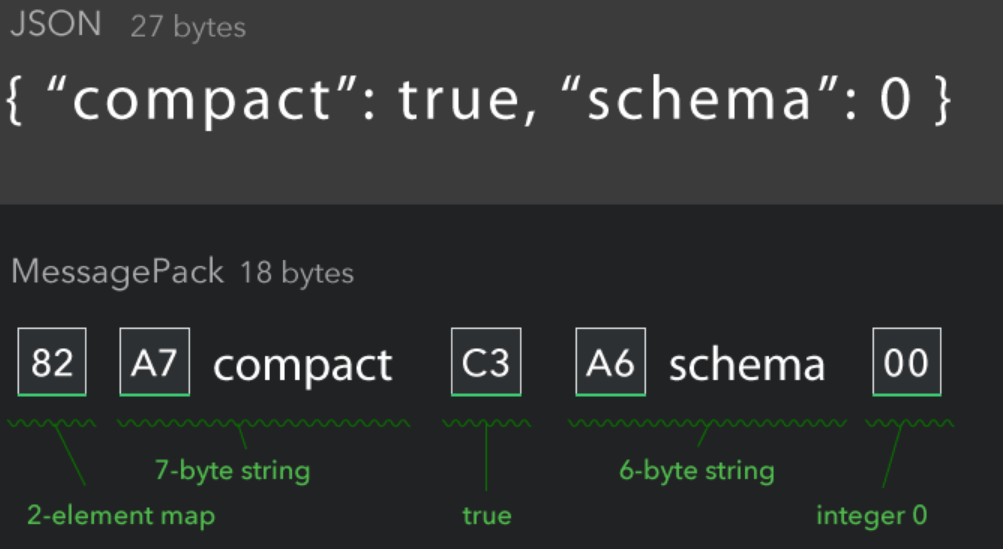 JSON 27 bytes
{ “compact”: true, “schema”: 0 }
MessagePack 18 bytes
82 A7 compact C3 A6 schema 00
7-byte string 6-byte string
2-element map true integer 0